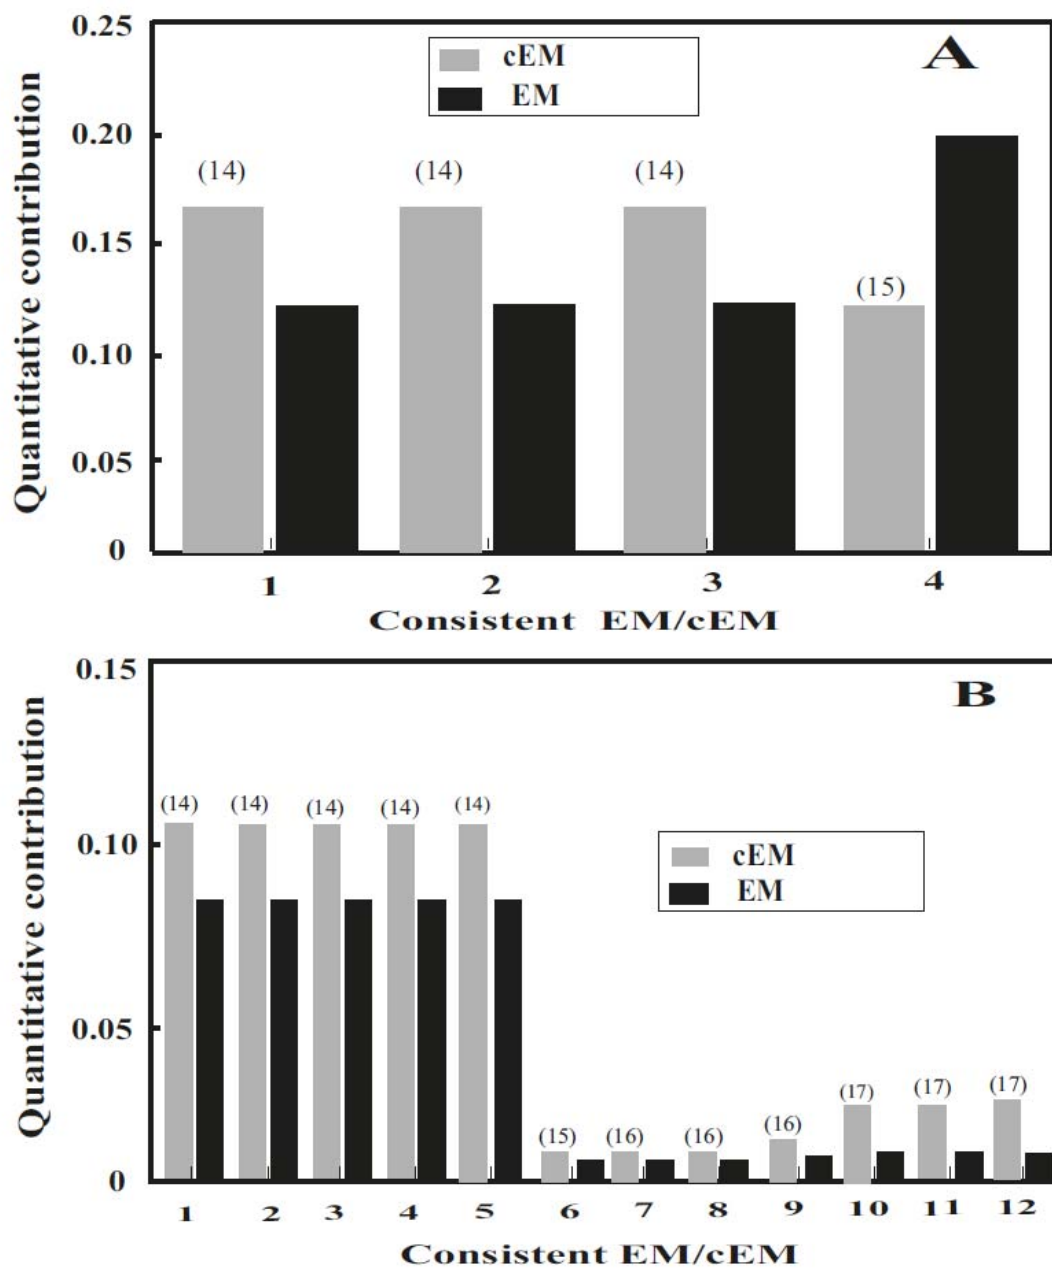 0.25
A
cEM
EM
0.20
(14) (14) (14)
0.15
(15)
0.10
0.05
0
Quantitative contribution
1 2 3 4
Consistent EM/cEM
0.15
B
(14) (14) (14) (14) (14)
0.10
cEM
EM
0.05
(15) (16) (16) (16) (17) (17) (17)
0
Quantitative contribution
1 2 3 4 5 6 7 8 9 10 11 12
Consistent EM/cEM